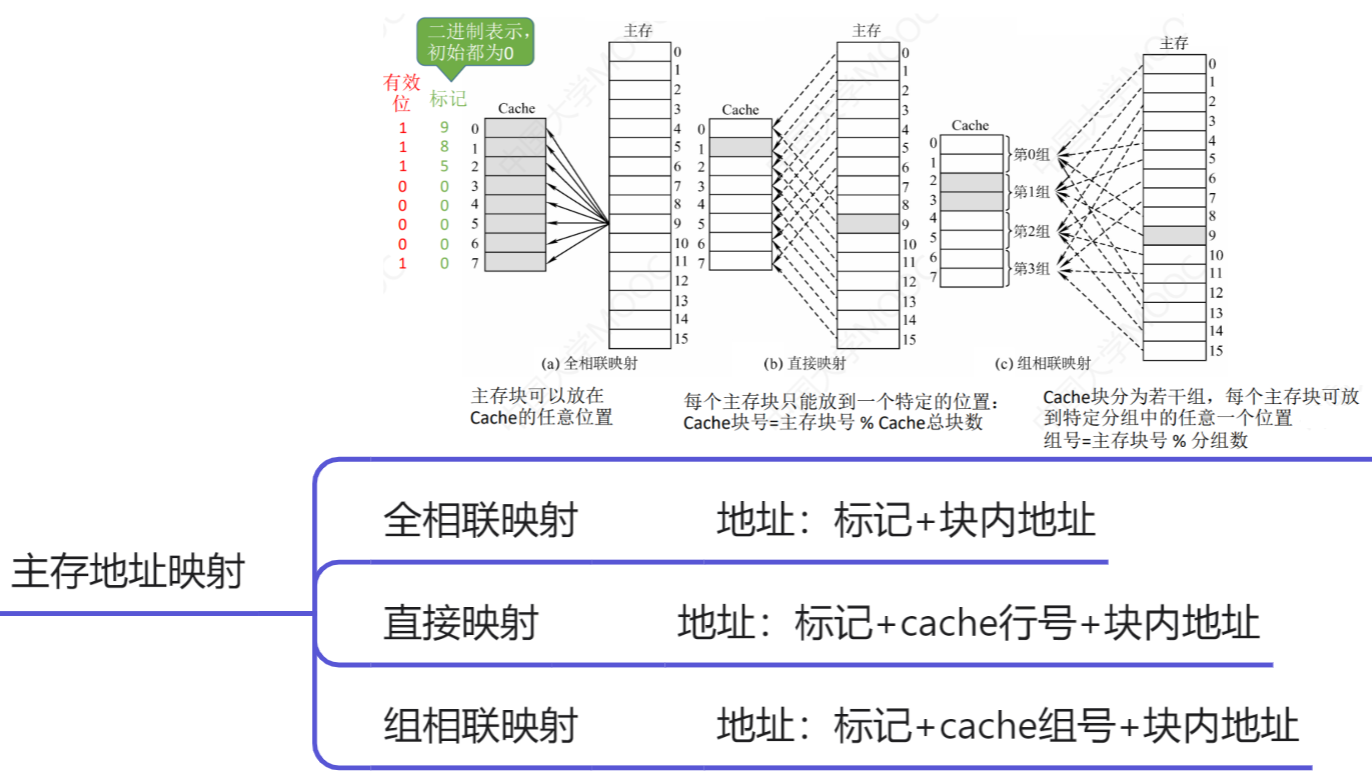 二进制表示，
初始都为0
有效
位
标记
Cache
主存
1 9 0
1 8 1
1 5 2
0 0 3
0 0 4
0 0 5
0 0 6
1 0 7
0
1
2
3
4
5
6
7
8
9
10
11
12
13
14
15
(a) 全相联映射
主存块可以放在
Cache的任意位置
Cache
主存
0
1
2
3
4
5
6
7
0
1
2
3
4
5
6
7
8
9
10
11
12
13
14
15
(b) 直接映射
每个主存块只能放到一个特定的位置：
Cache块号=主存块号 % Cache总块数
Cache
主存
0
1
2
3
4
5
6
7
第0组
第1组
第2组
第3组
0
1
2
3
4
5
6
7
8
9
10
11
12
13
14
15
(c) 组相联映射
Cache块分为若干组，每个主存块可放
到特定分组中的任意一个位置
组号=主存块号 % 分组数
主存地址映射
全相联映射 地址：标记+块内地址
直接映射 地址：标记+cache行号+块内地址
组相联映射 地址：标记+cache组号+块内地址
中国大学MOOC